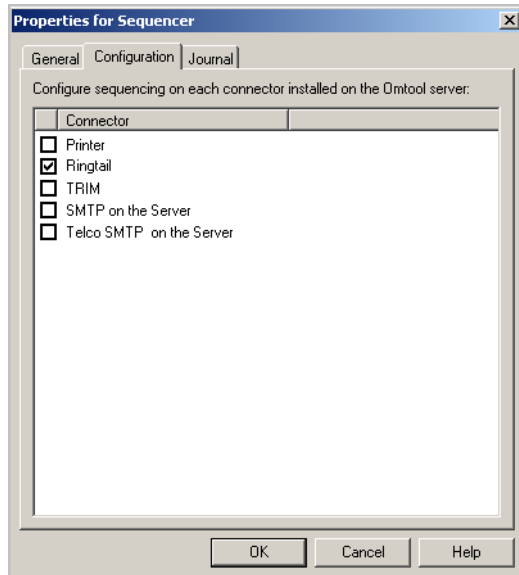 Properties for Sequencer
General Configuration Journal
Configure sequencing on each connector installed on the Omtool server:
Connector
Printer
Ringtail
TRIM
SMTP on the Server
Telco SMTP on the Server
OK Cancel Help